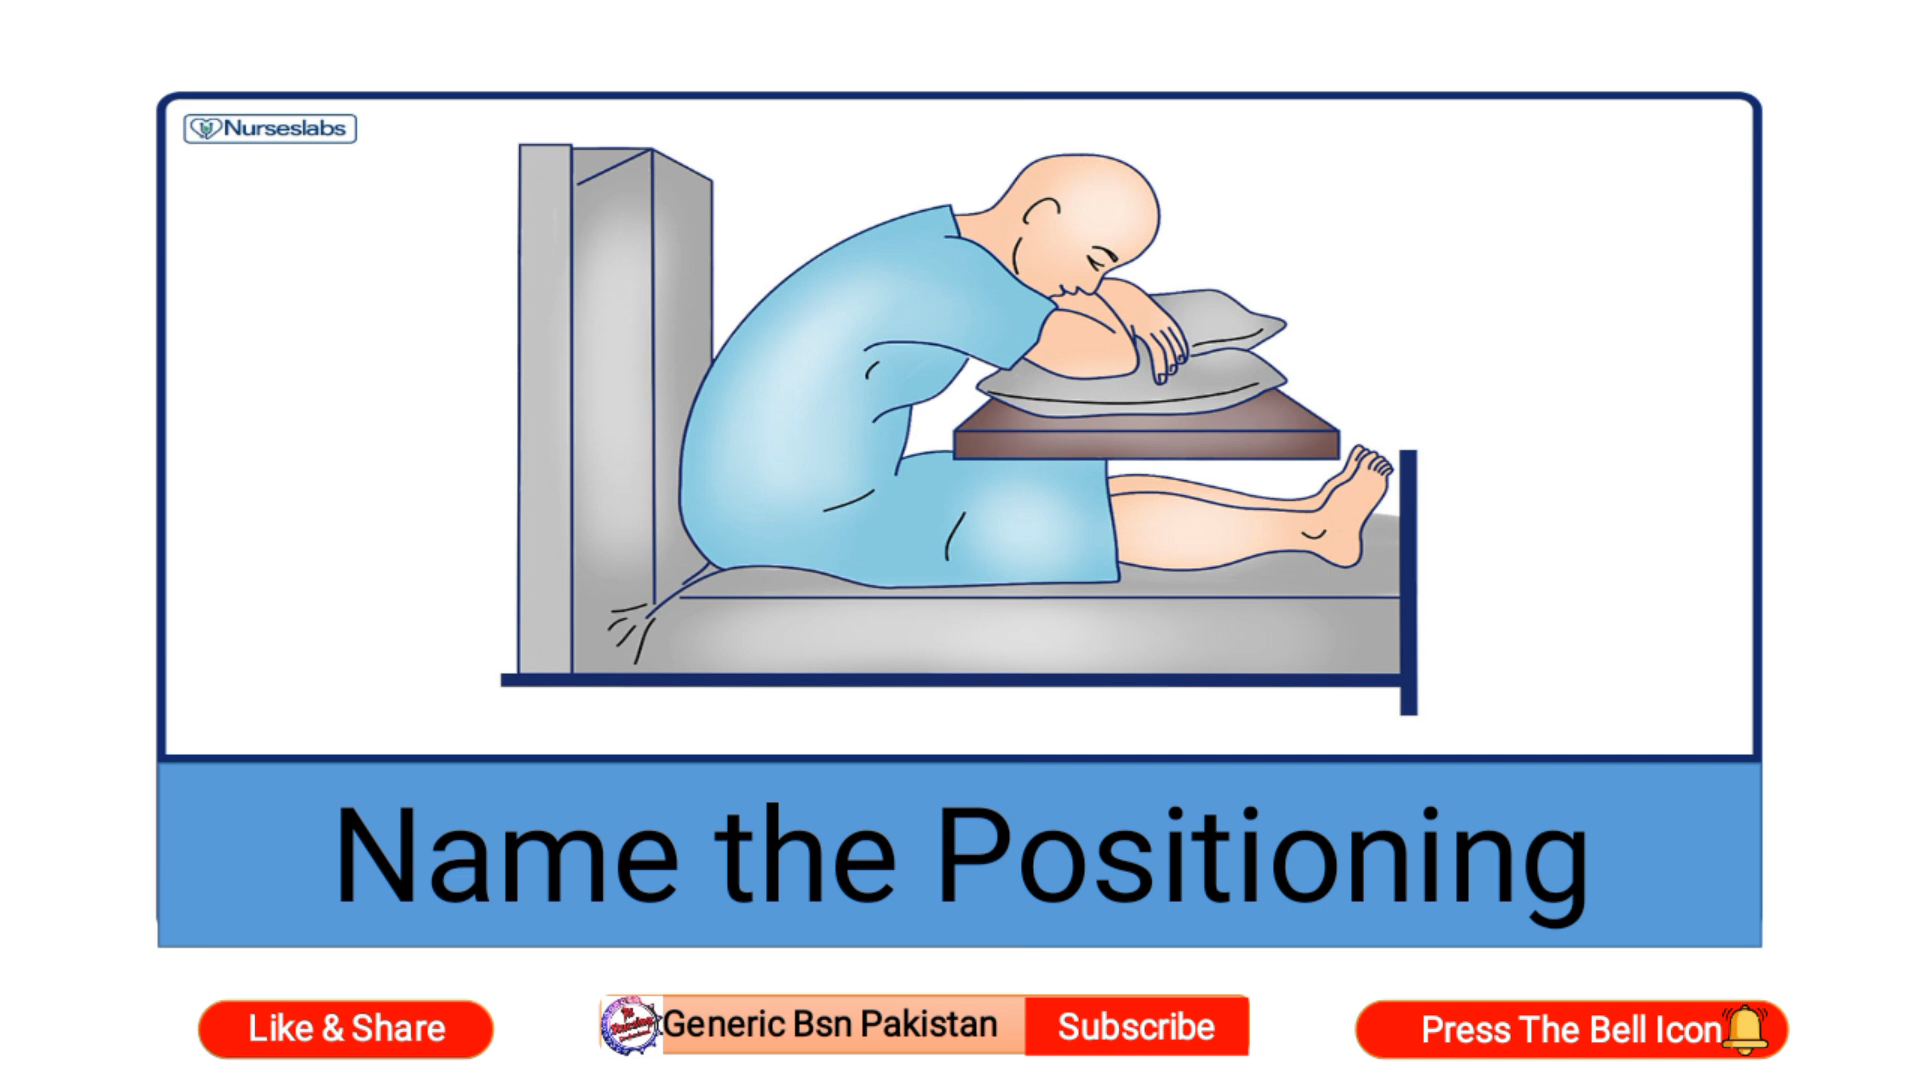 Nurseslabs
Name the Positioning
Like & Share
Generic Bsn Pakistan
Subscribe
Press The Bell Icon